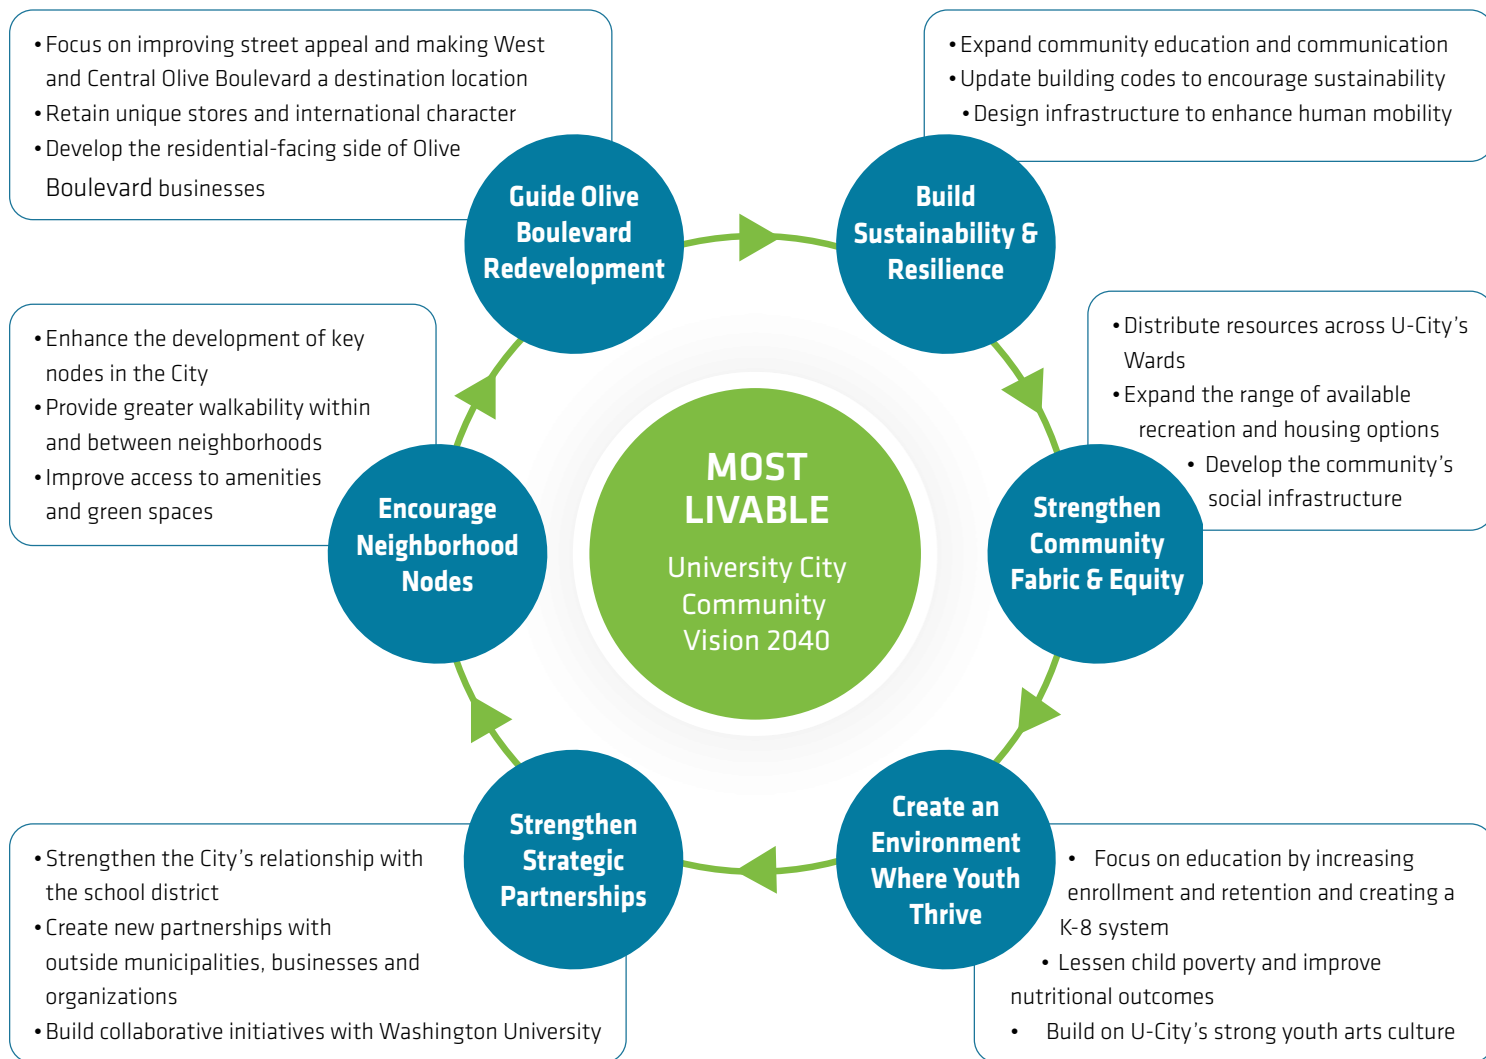 • Focus on improving street appeal and making West
and Central Olive Boulevard a destination location
• Retain unique stores and international character
• Develop the residential-facing side of Olive
Boulevard businesses
Guide Olive
Boulevard
Redevelopment
• Expand community education and communication
• Update building codes to encourage sustainability
• Design infrastructure to enhance human mobility
Build
Sustainability &
Resilience
• Distribute resources across U-City’s
Wards
• Expand the range of available
recreation and housing options
• Develop the community’s
social infrastructure
Strengthen
Community
Fabric & Equity
• Focus on education by increasing
enrollment and retention and creating a
K-8 system
• Lessen child poverty and improve
nutritional outcomes
• Build on U-City’s strong youth arts culture
Create an
Environment
Where Youth
Thrive
• Strengthen the City’s relationship with
the school district
• Create new partnerships with
outside municipalities, businesses and
organizations
• Build collaborative initiatives with Washington University
Strengthen
Strategic
Partnerships
• Enhance the development of key
nodes in the City
• Provide greater walkability within
and between neighborhoods
• Improve access to amenities
and green spaces
Encourage
Neighborhood
Nodes
MOST
LIVABLE
University City
Community
Vision 2040